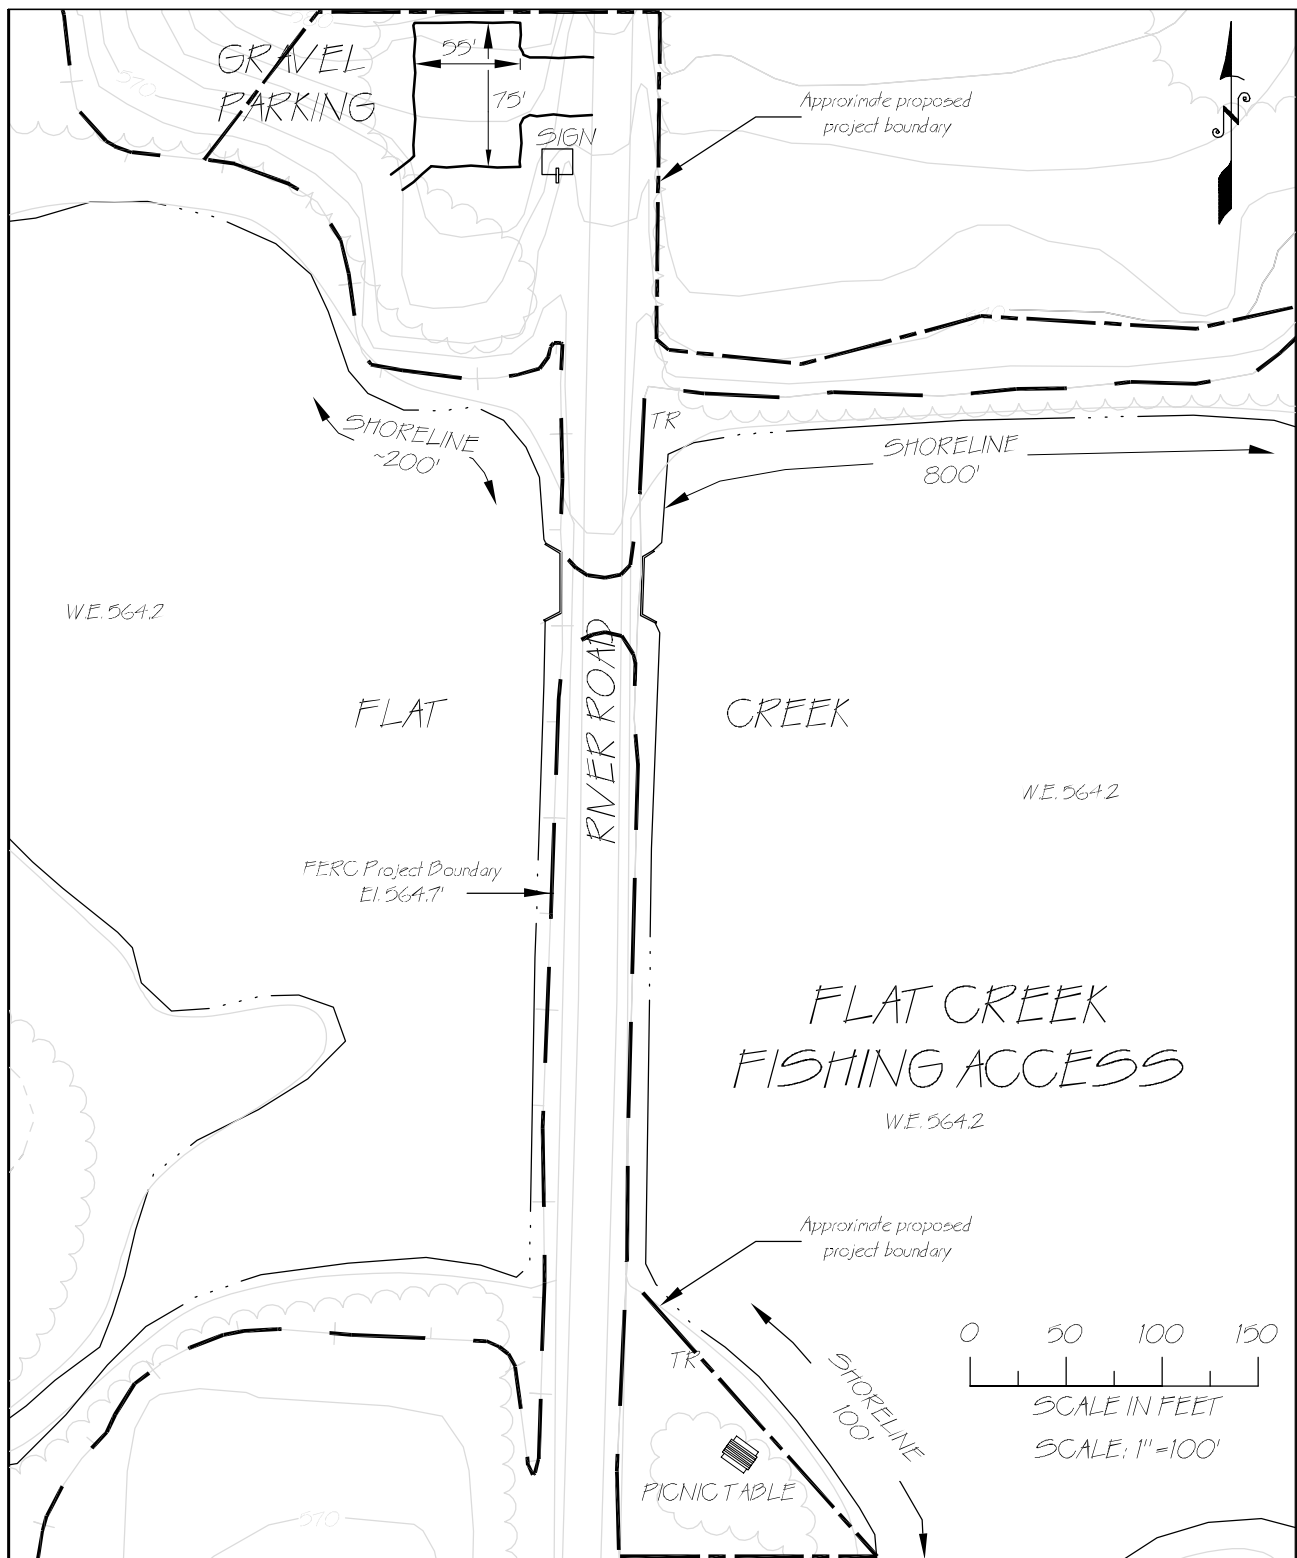 GRAVEL
PARKING
570
55'
75'
SIGN
Approximate proposed
project boundary
N
TR
SHORELINE
~200'
SHORELINE
800'
W.E. 564.2
RIVER ROAD
FLAT
CREEK
N.E. 564.2
FERC Project Boundary
El. 564.7'
FLAT CREEK
FISHING ACCESS
W.E. 564.2
Approximate proposed
project boundary
0 50 100 150
SCALE IN FEET
SCALE: 1"=100'
TR
SHORELINE
100'
PICNIC TABLE
570